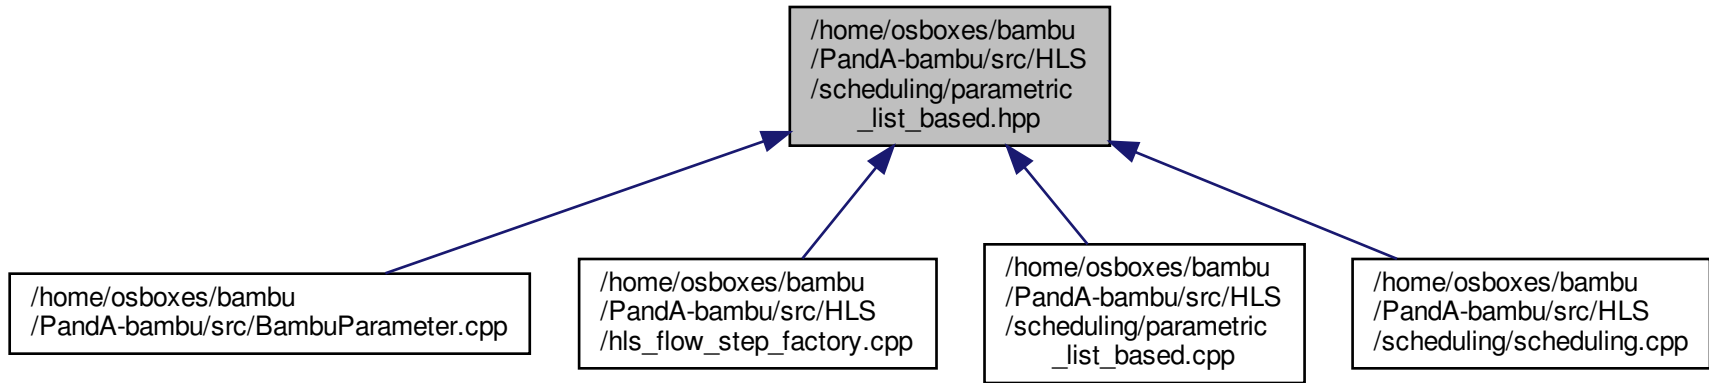 /home/osboxes/bambu
/PandA-bambu/src/HLS
/scheduling/parametric
_list_based.hpp
/home/osboxes/bambu
/PandA-bambu/src/BambuParameter.cpp
/home/osboxes/bambu
/PandA-bambu/src/HLS
/hls_flow_step_factory.cpp
/home/osboxes/bambu
/PandA-bambu/src/HLS
/scheduling/parametric
_list_based.cpp
/home/osboxes/bambu
/PandA-bambu/src/HLS
/scheduling/scheduling.cpp